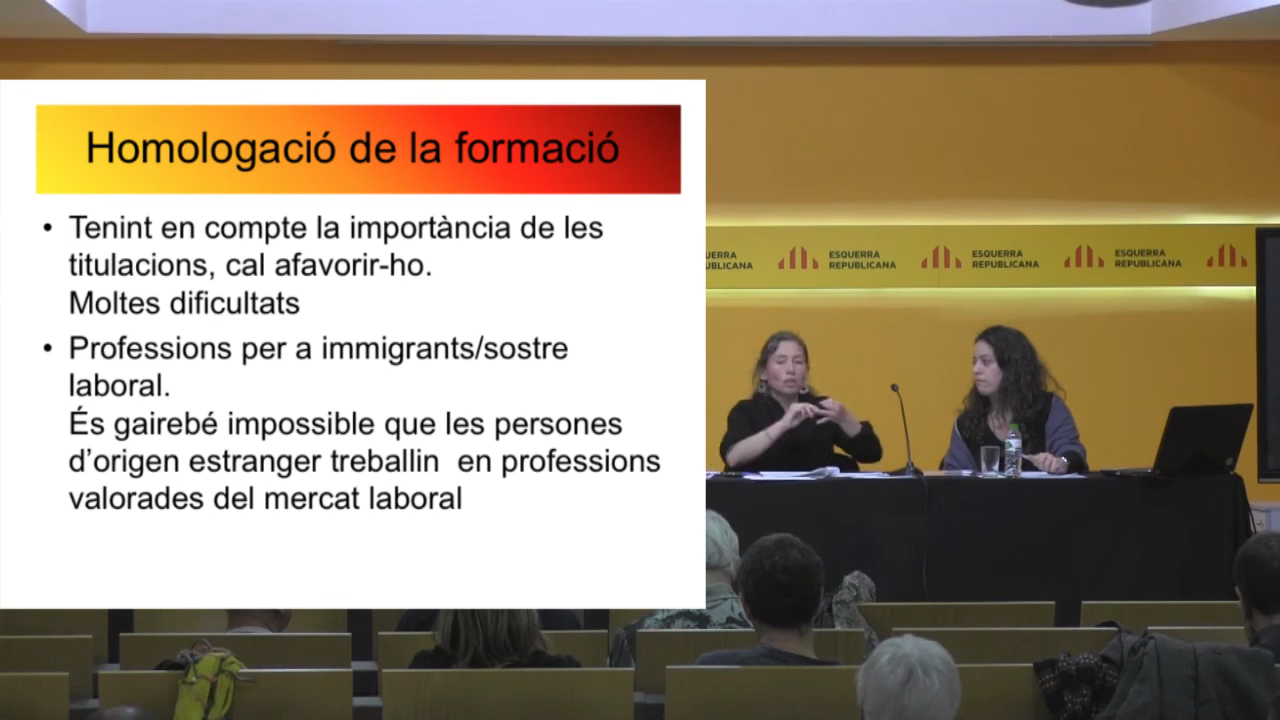 Homologació de la formació
• Tenint en compte la importància de les
titulacions, cal afavorir-ho.
Moltes dificultats
• Professions per a immigrants/sostre
laboral.
És gairebé impossible que les persones
d’origen estranger treballin  en professions
valorades del mercat laboral
UERRA
UBLICANA
ESQUERRA
REPUBLICANA
ESQUERRA
REPUBLICANA
ESQUERRA
REPUBLICANA